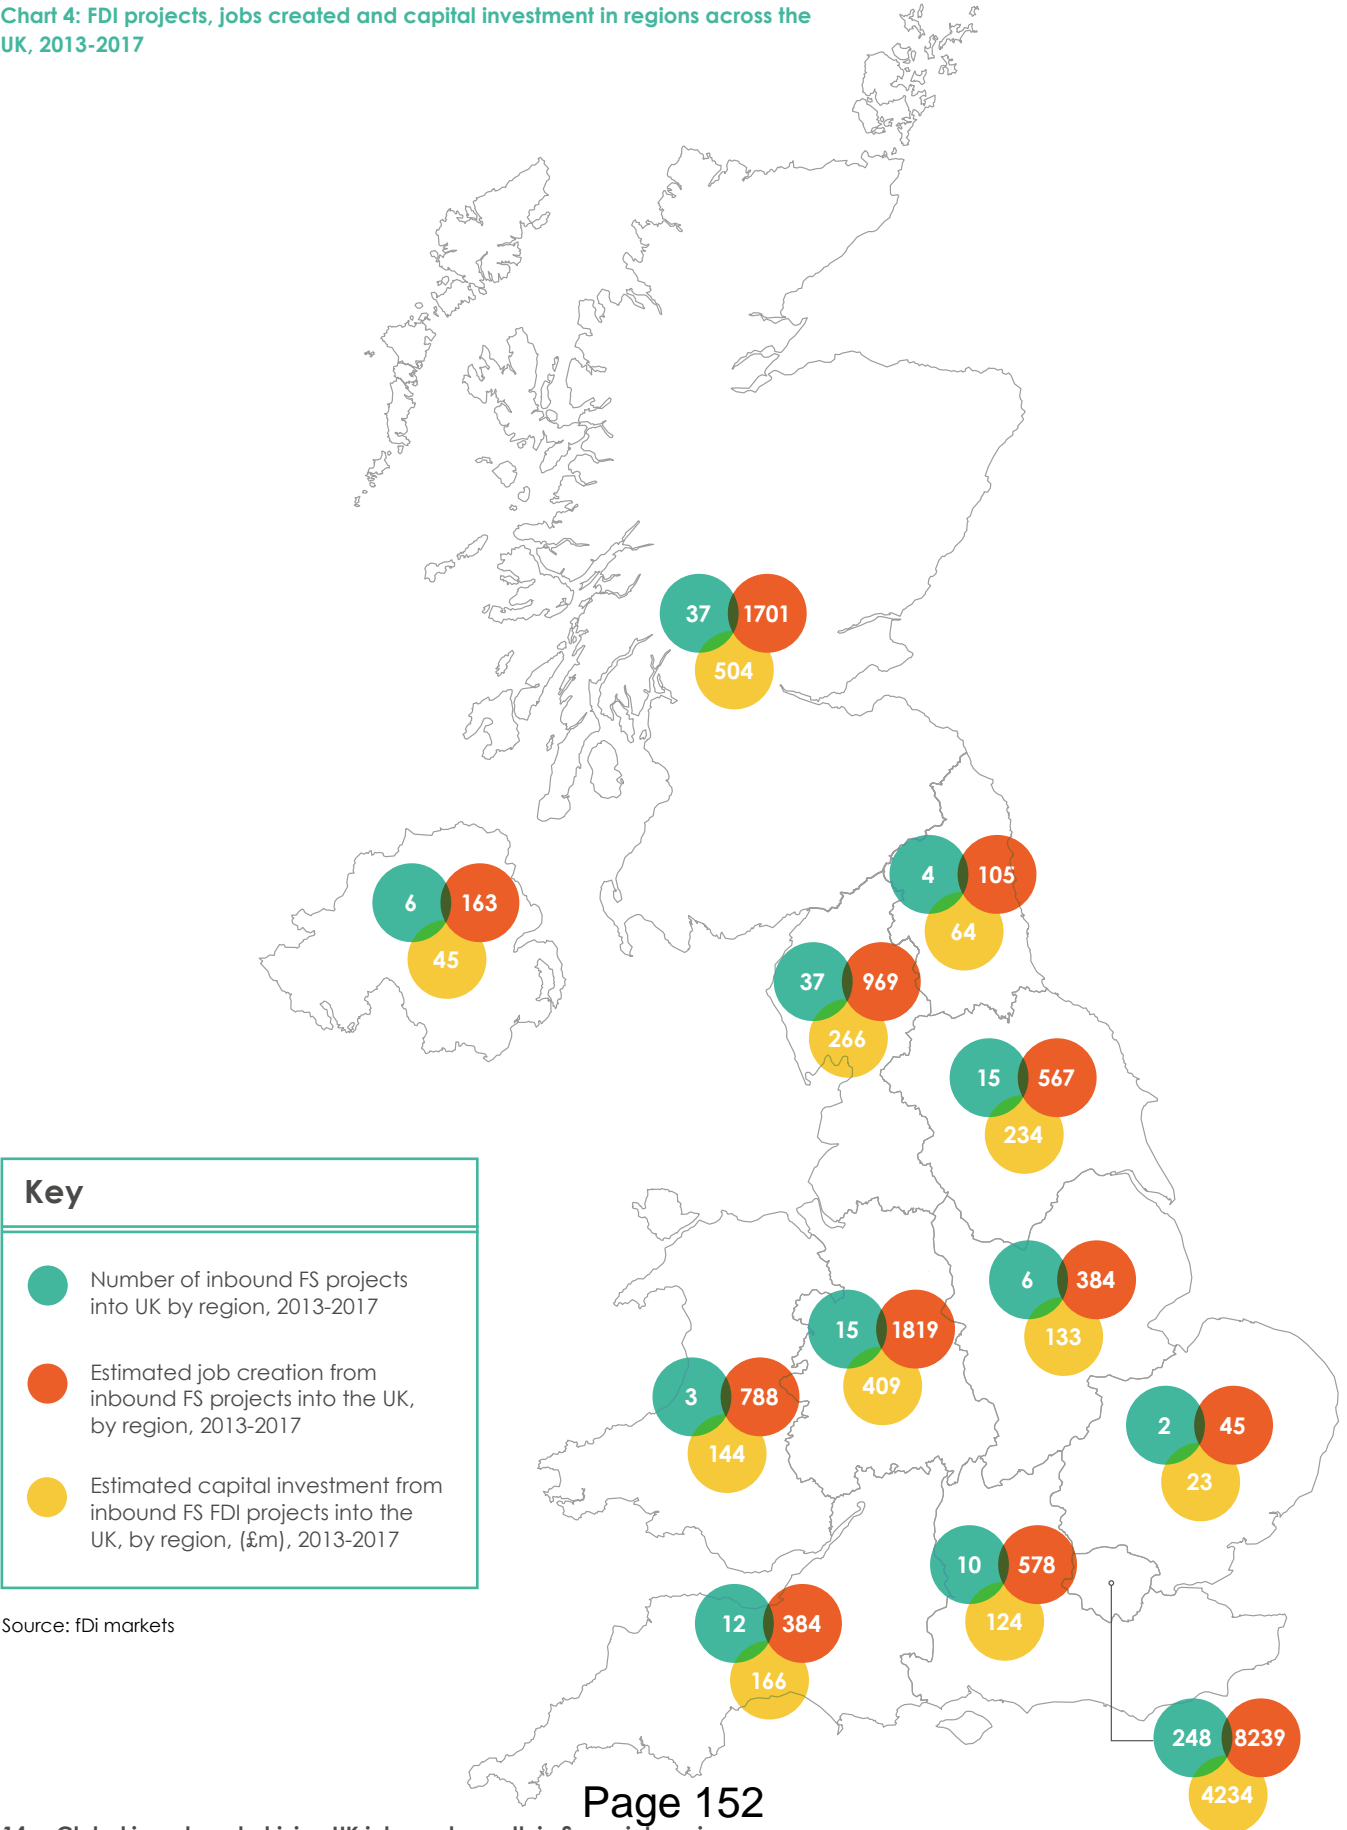 Chart 4: FDI projects, jobs created and capital investment in regions across the
UK, 2013-2017
37 1701
504
4 105
64
6 163
45
37 969
266
15 567
234
6 384
133
15 1819
409
3 788
144
2 45
23
10 578
124
12 384
166
248 8239
4234
Key
Number of inbound FS projects
into UK by region, 2013-2017
Estimated job creation from
inbound FS projects into the UK,
by region, 2013-2017
Estimated capital investment from
inbound FS FDI projects into the
UK, by region, (£m), 2013-2017
Source: fDi markets
Page 152